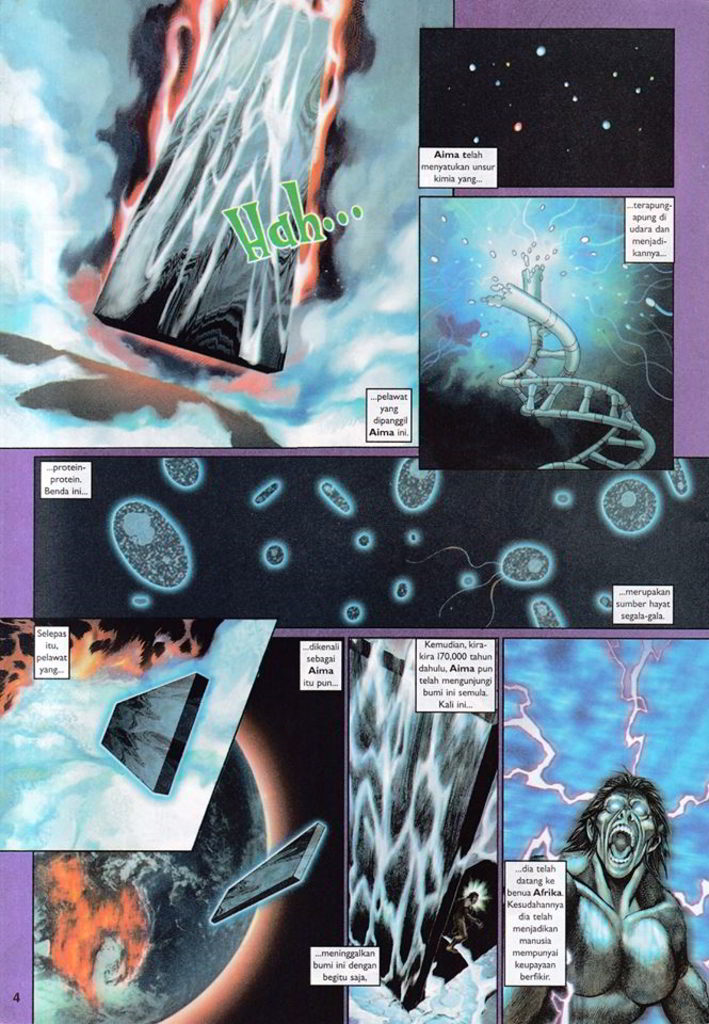 Hah...
...pelawat
yang
dipanggil
Aima ini.
Aima telah
menyatukan unsur
kimia yang...
...terapung-
apung di
udara dan
menjadi-
kannya...
...protein-
protein.
Benda ini...
...merupakan
sumber hayat
segala-gala.
Selepas
itu,
pelawat
yang...
...dikenali
sebagai
Aima
itu pun...
...meninggalkan
bumi ini dengan
begitu saja.
Kemudian, kira-
kira 170,000 tahun
dahulu, Aima pun
telah mengunjungi
bumi ini semula.
Kali ini...
...dia telah
datang ke
benua Afrika.
Kesudahannya
dia telah
menjadikan
manusia
mempunyai
keupayaan
berfikir.
4